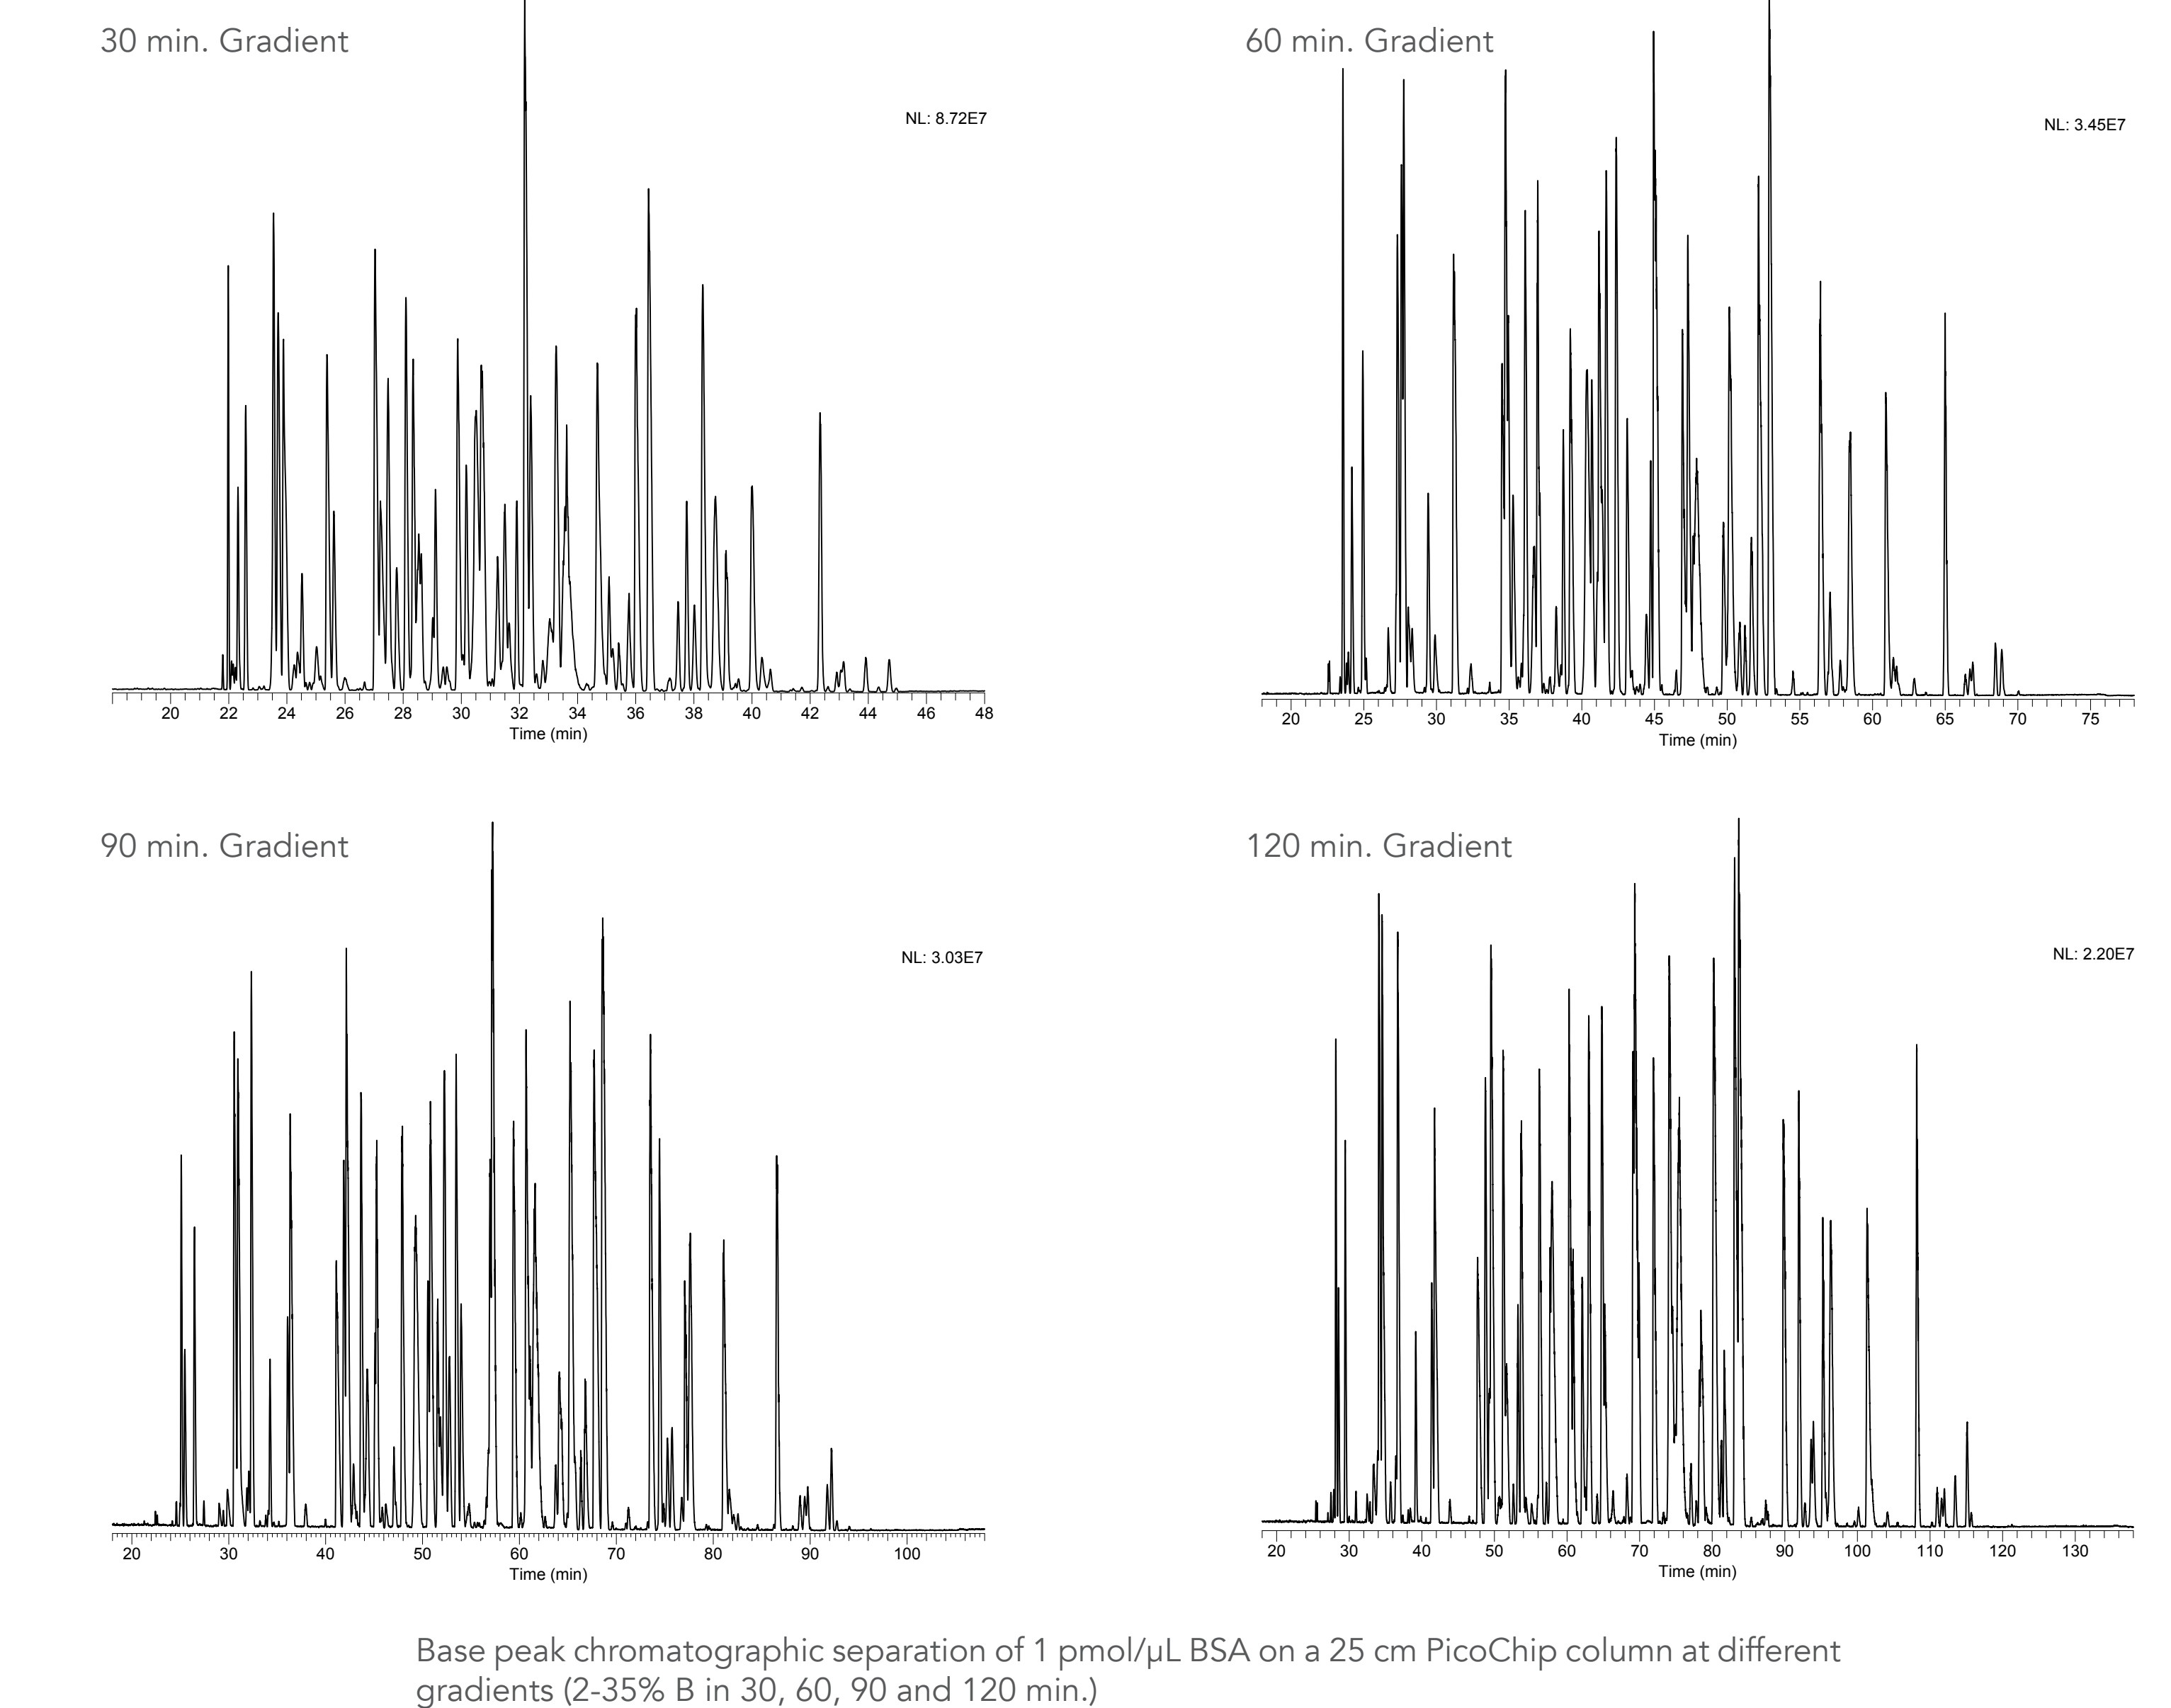 30 min. Gradient
NL: 8.72E7
20 22 24 26 28 30 32 34 36 38 40 42 44 46 48
Time (min)
60 min. Gradient
NL: 3.45E7
20 25 30 35 40 45 50 55 60 65 70 75
Time (min)
90 min. Gradient
NL: 3.03E7
20 30 40 50 60 70 80 90 100
Time (min)
120 min. Gradient
NL: 2.20E7
20 30 40 50 60 70 80 90 100 110 120 130
Time (min)
Base peak chromatographic separation of 1 pmol/µL BSA on a 25 cm PicoChip column at different
gradients (2-35% B in 30, 60, 90 and 120 min.)